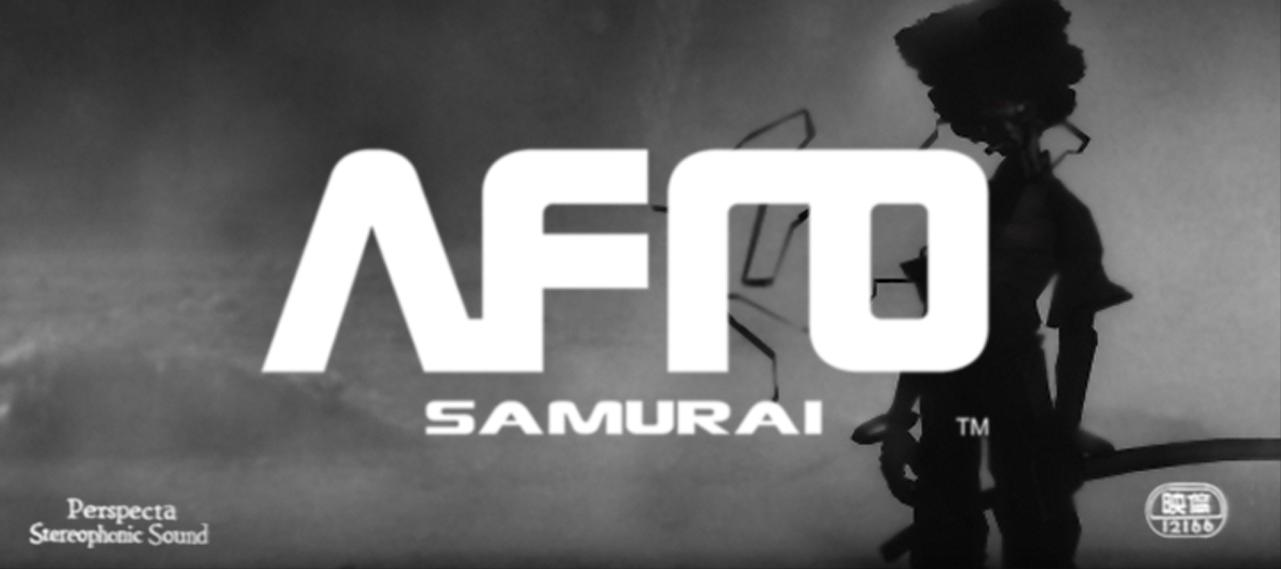 AFRO
SAMURAI
TM
Perspecta
Stereophonic Sound
映倫
12166